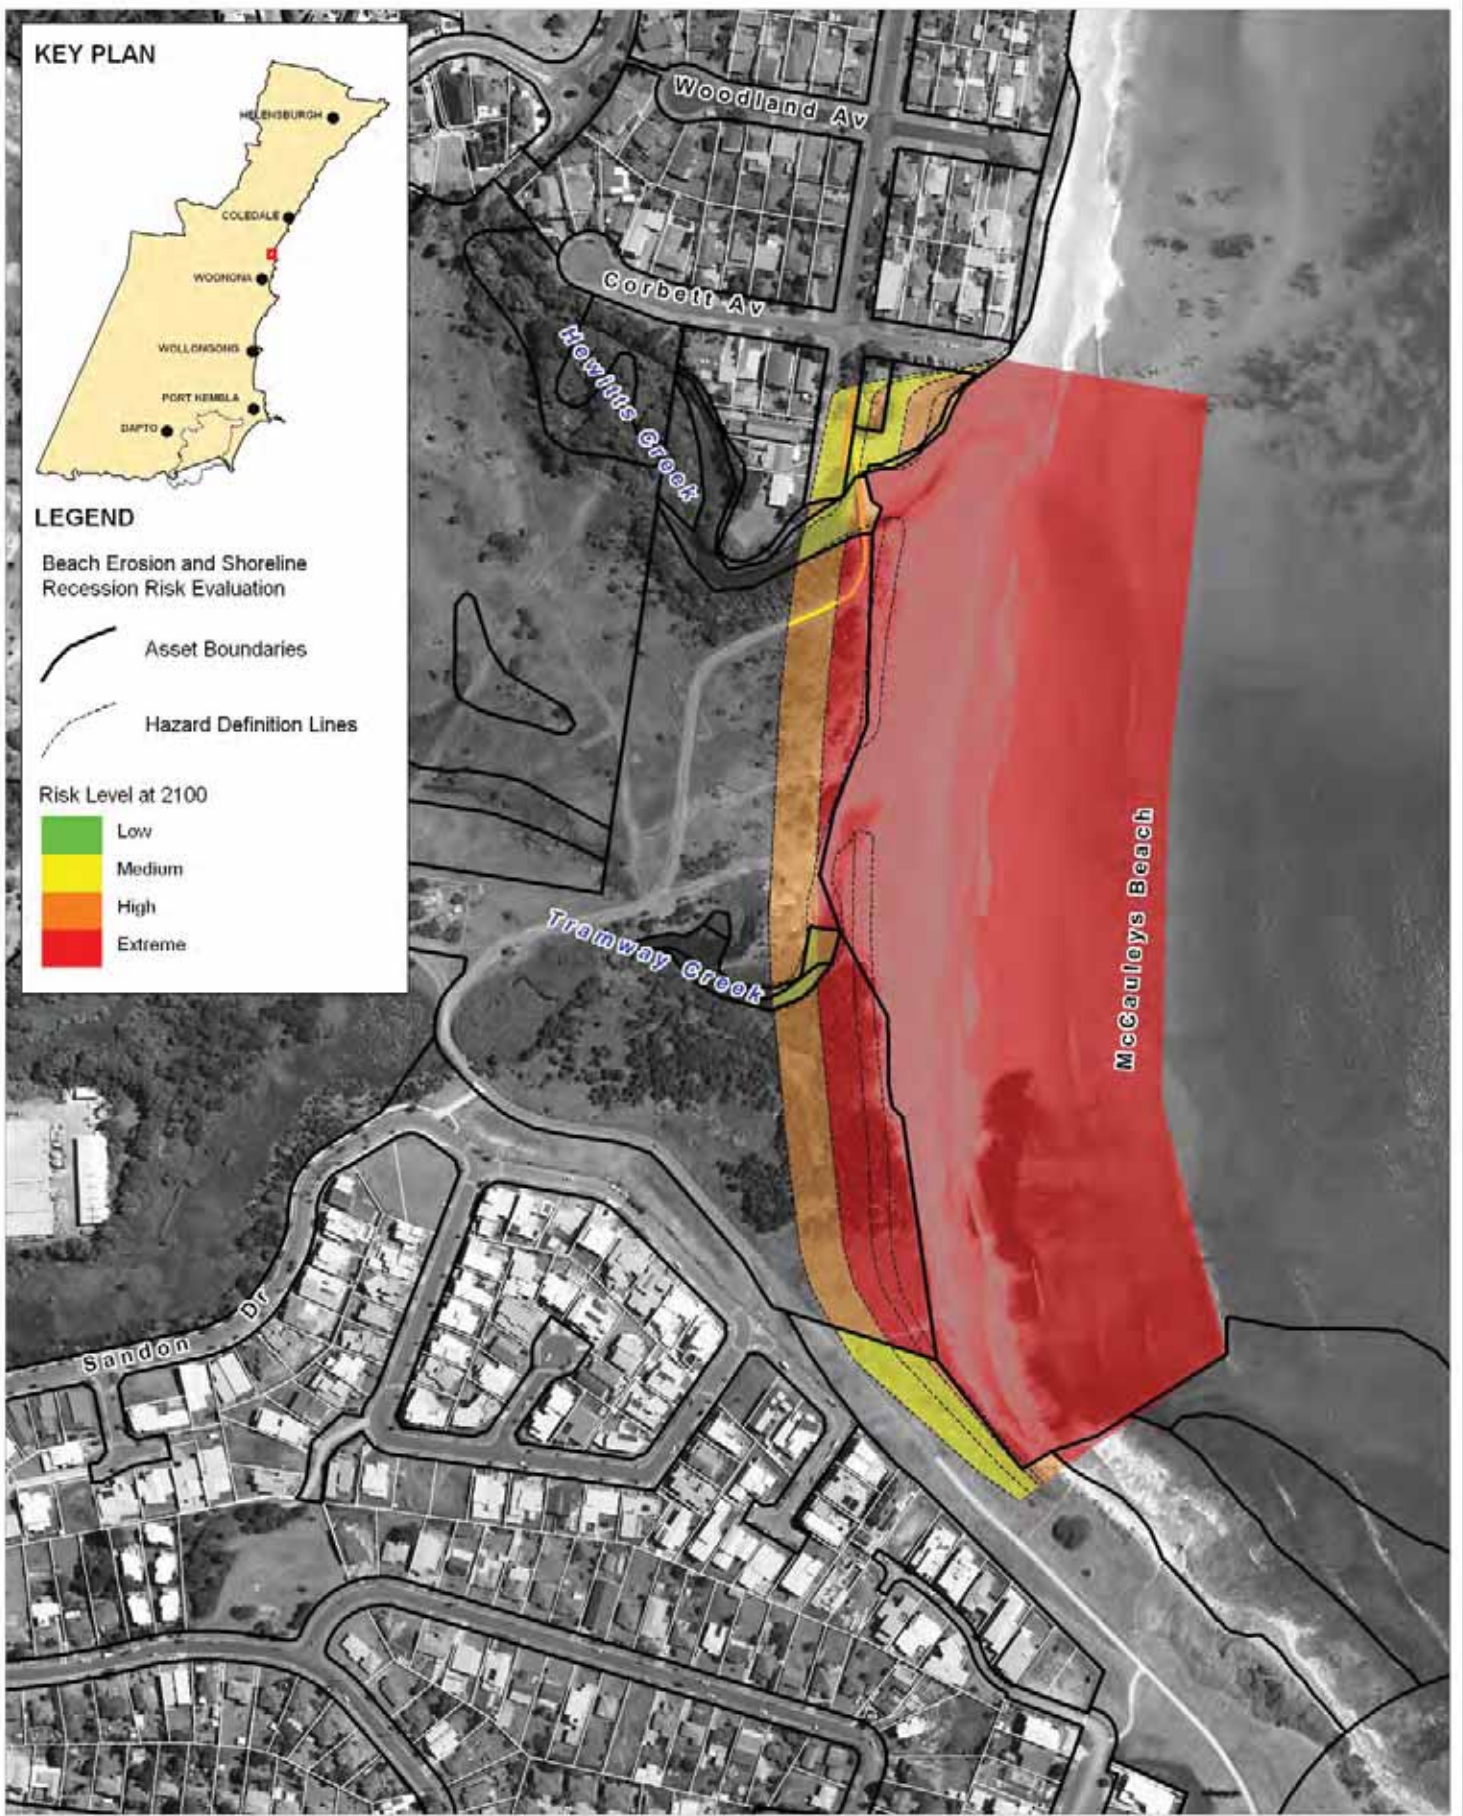 KEY PLAN
HELENSBURGH
COLEDALE
WOONONA
WOLLONGONG
PORT KEMBLA
DAPTO
LEGEND
Beach Erosion and Shoreline
Recession Risk Evaluation
Asset Boundaries
Hazard Definition Lines
Risk Level at 2100
Low
Medium
High
Extreme
Woodland Av
Corbett Av
Hewitts Creek
Tramway Creek
McCauleys Beach
Sandon Dr